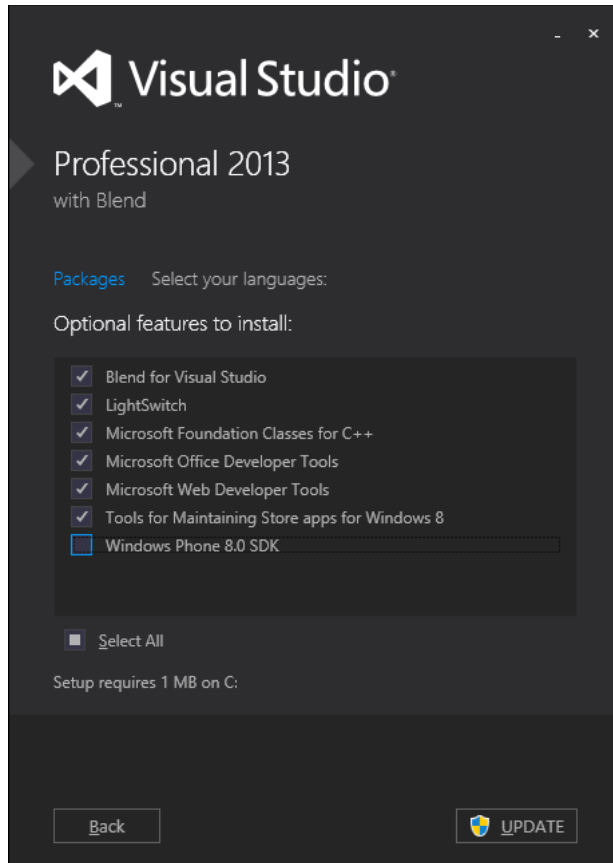 Visual Studio®
™
Professional 2013
with Blend
Packages Select your languages:
Optional features to install:
Blend for Visual Studio
LightSwitch
Microsoft Foundation Classes for C++
Microsoft Office Developer Tools
Microsoft Web Developer Tools
Tools for Maintaining Store apps for Windows 8
Windows Phone 8.0 SDK
Select All
Setup requires 1 MB on C:
Back
UPDATE